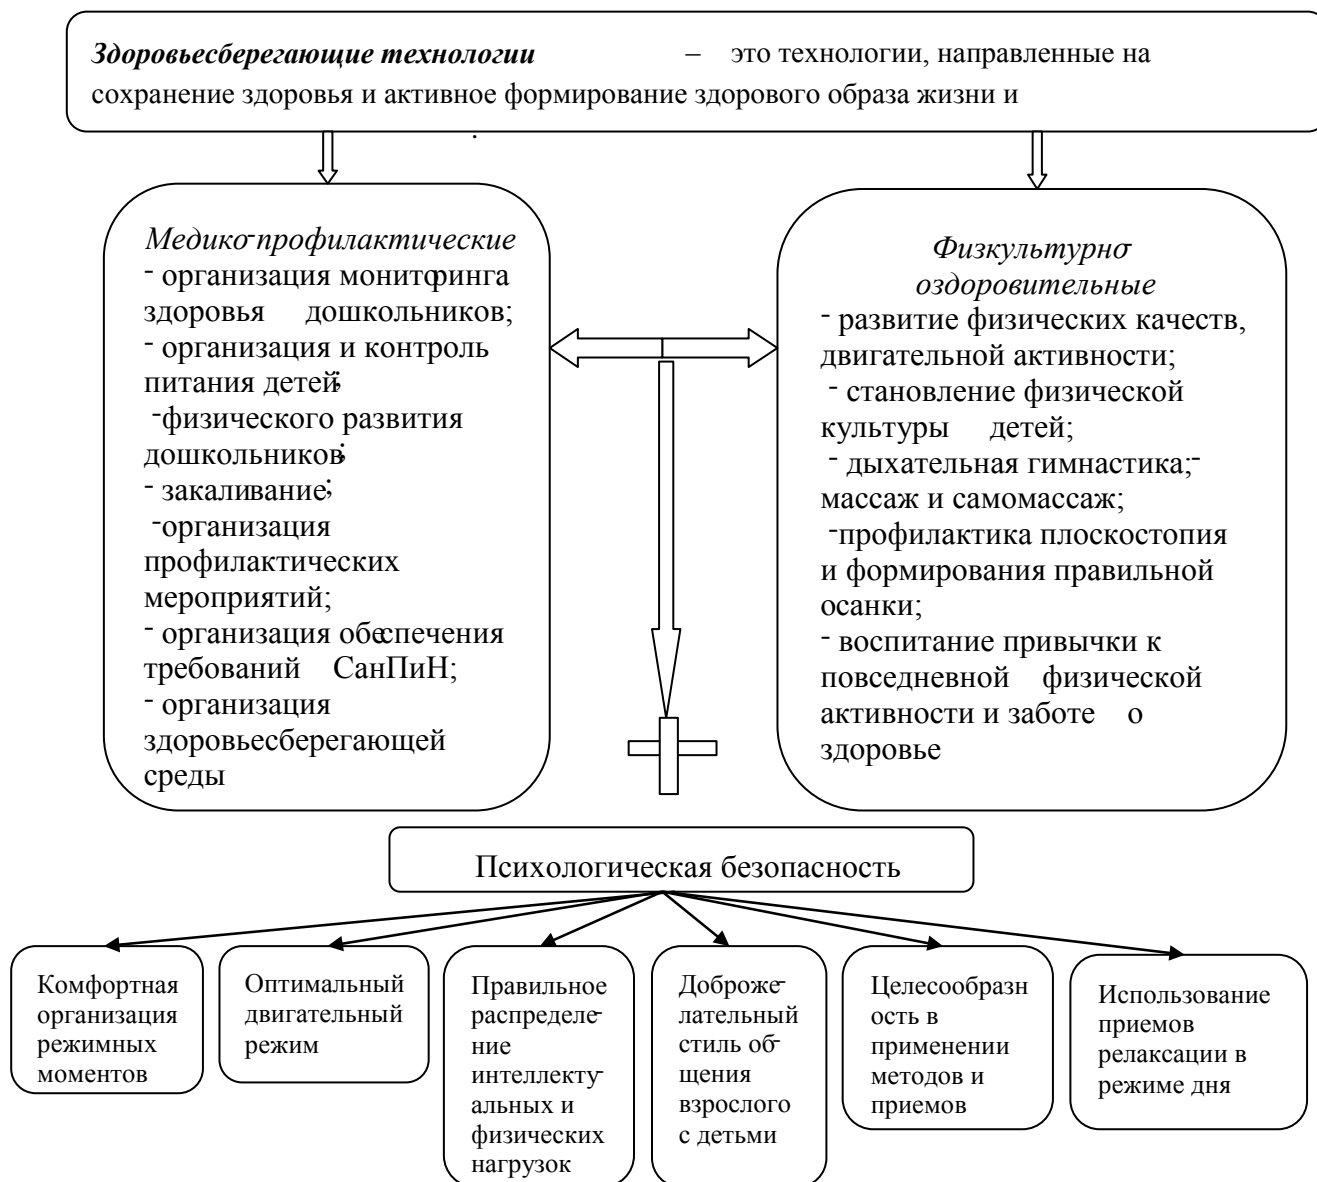 Здоровьесберегающие технологии – это технологии, направленные на
сохранение здоровья и активное формирование здорового образа жизни и
.
Медико-профилактические
- организация мониторинга
здоровья дошкольников;
- организация и контроль
питания детей;
-физического развития
дошкольников;
- закаливание;
-организация
профилактических
мероприятий;
- организация обеспечения
требований СанПиН;
- организация
здоровьесберегающей
среды
Физкультурно-
оздоровительные
- развитие физических качеств,
двигательной активности;
- становление физической
культуры детей;
- дыхательная гимнастика;-
массаж и самомассаж;
-профилактика плоскостопия
и формирования правильной
осанки;
- воспитание привычки к
повседневной физической
активности и заботе о
здоровье
Психологическая безопасность
Комфортная
организация
режимных
моментов
Оптимальный
двигательный
режим
Правильное
распределе-
ние
интеллекту-
альных и
физических
нагрузок
Доброже-
лательный
стиль об-
щения
взрослого
с детьми
Целесообразн
ость в
применении
методов и
приемов
Использование
приемов
релаксации в
режиме дня